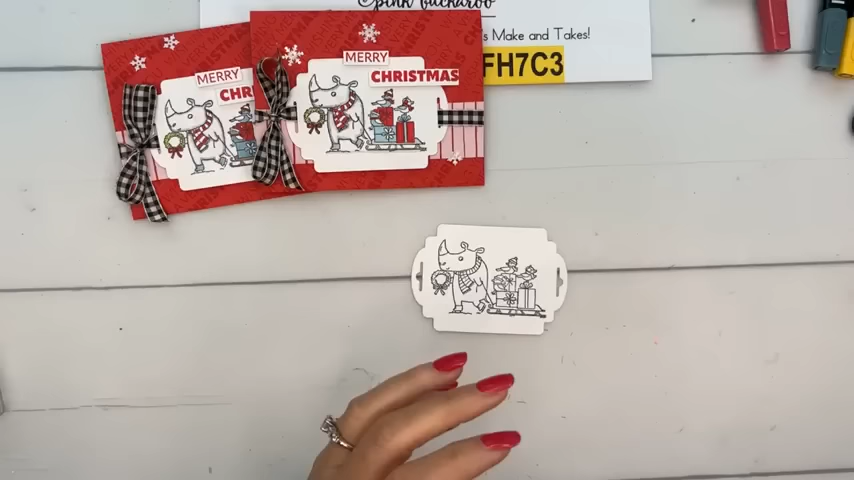 pink buckaroo
s Make and Takes!
FH7C3
MERRY
CHR
MERRY
CHRISTMAS